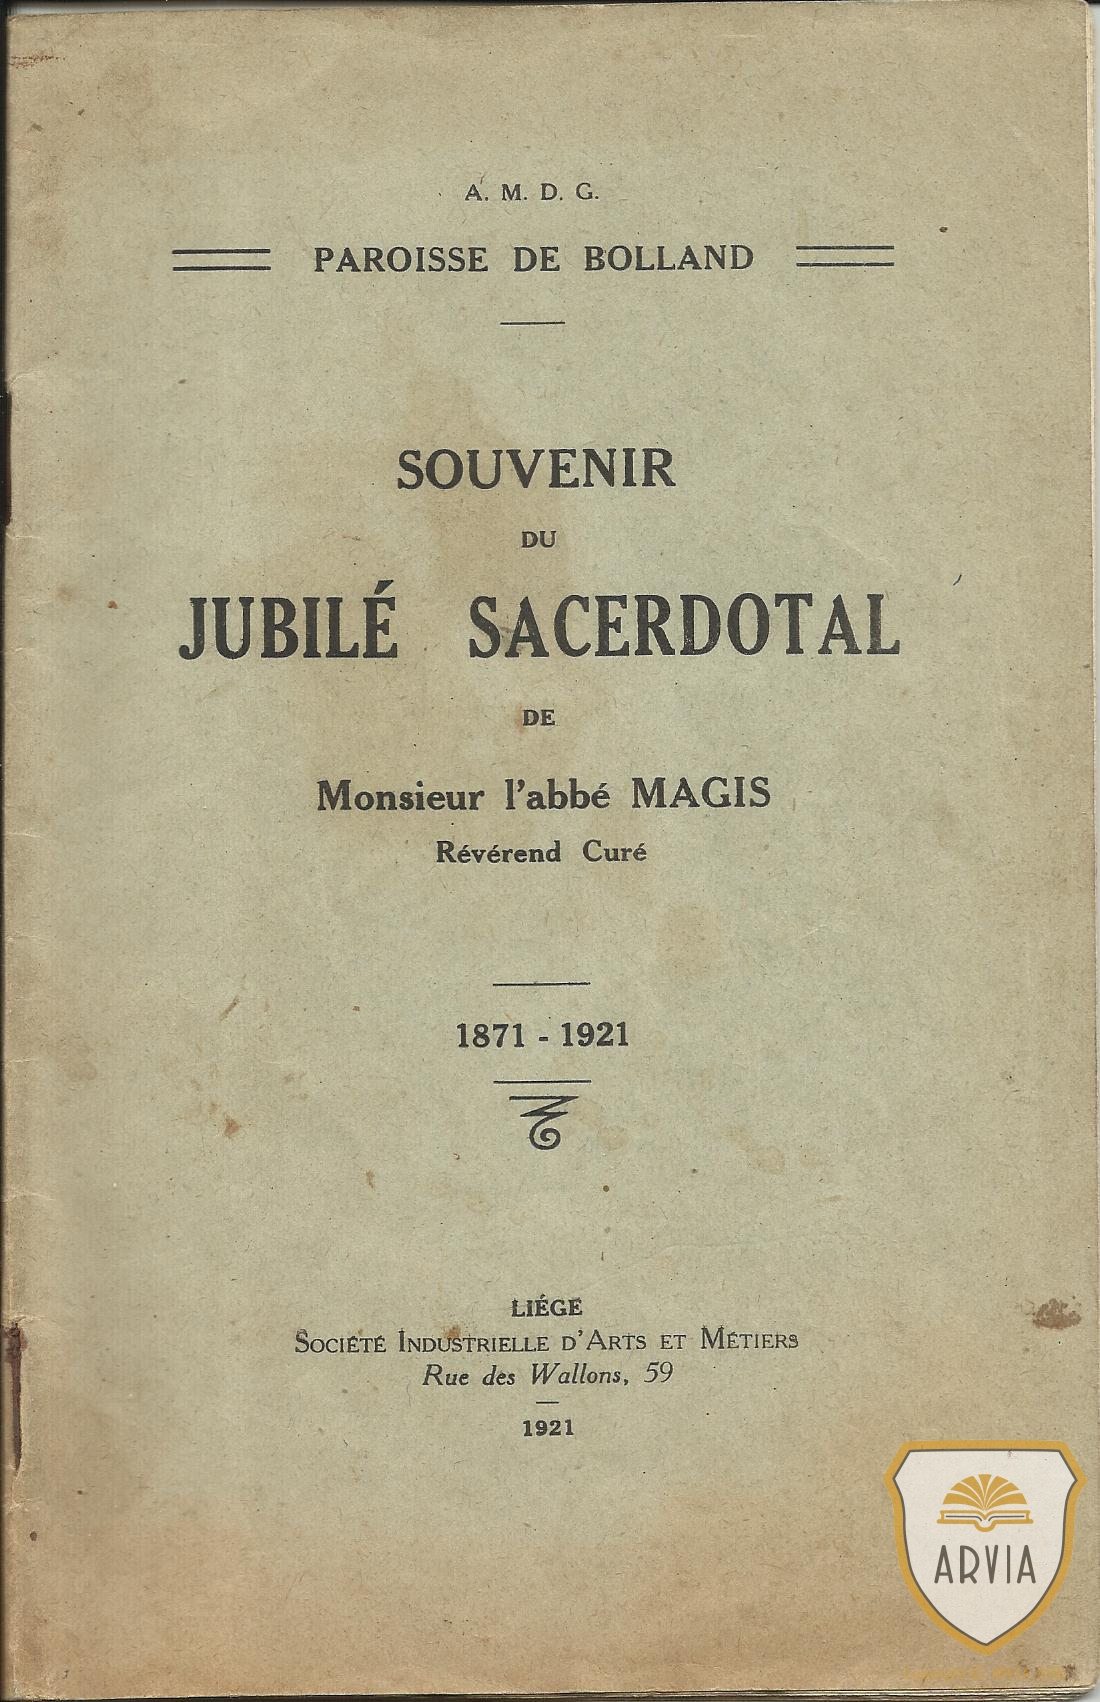 A. M. D. G.
PAROISSE DE BOLLAND
SOUVENIR
DU
JUBILÉ SACERDOTAL
DE
Monsieur l'abbé MAGIS
Révérend Curé
1871 - 1921
LIÉGE
SOCIÉTÉ INDUSTRIELLE D'ARTS ET MÉTIERS
Rue des Wallons, 59
1921
ARVIA